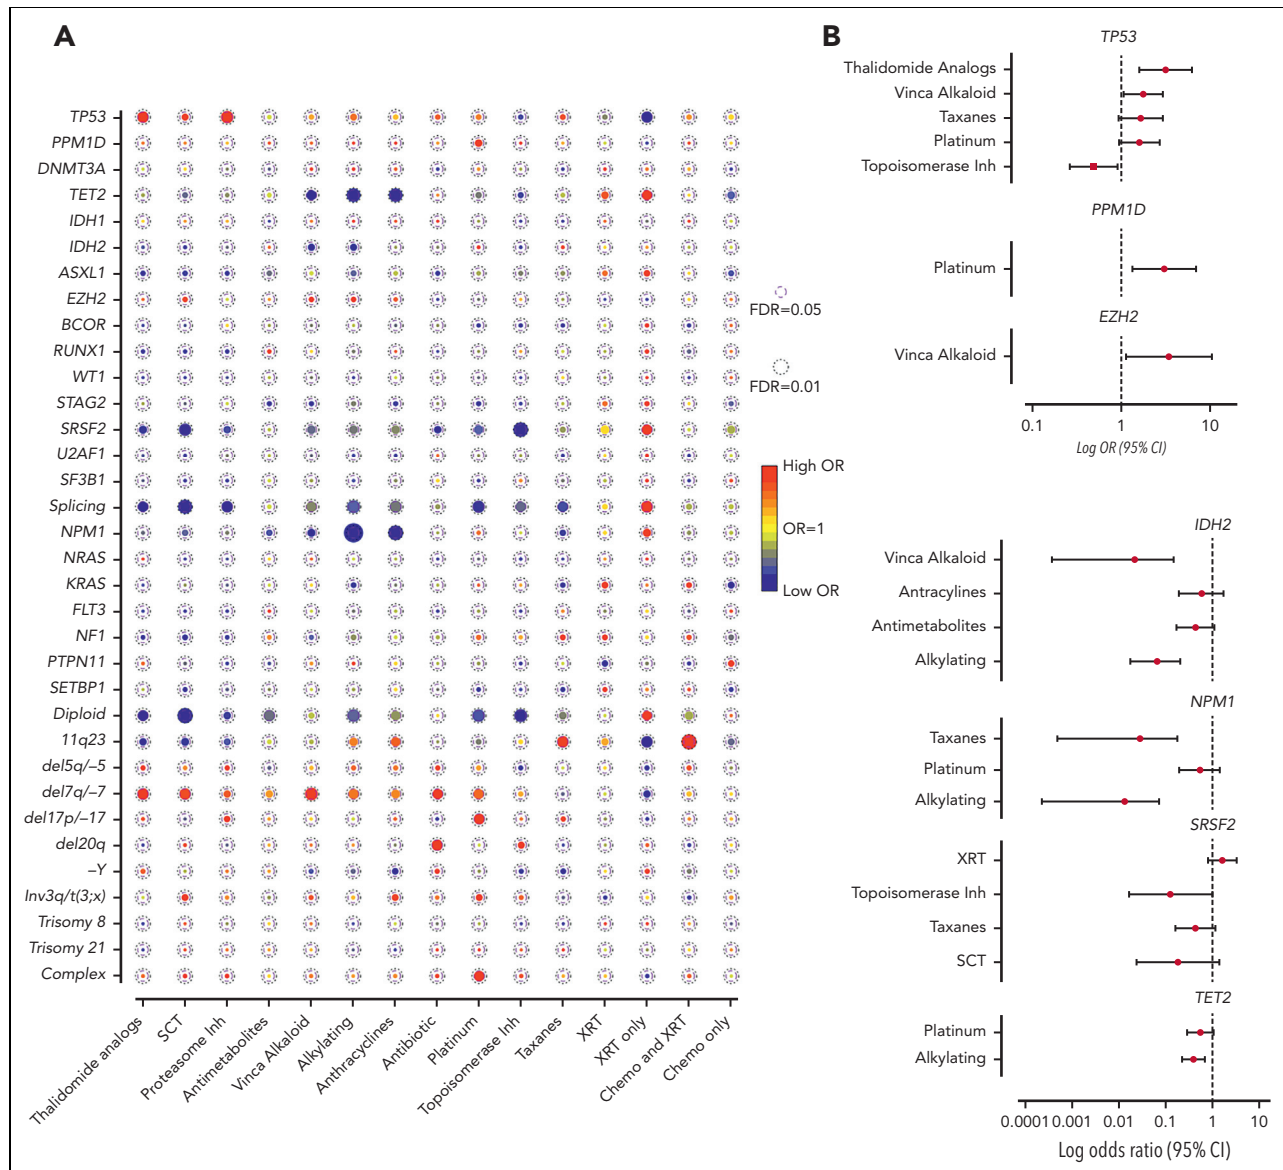 A
TP53
PPM1D
DNMT3A
TET2
IDH1
IDH2
ASXL1
EZH2
BCOR
RUNX1
WT1
STAG2
SRSF2
U2AF1
SF3B1
Splicing
NPM1
NRAS
KRAS
FLT3
NF1
PTPN11
SETBP1
Diploid
11q23
del5q/–5
del7q/–7
del17p/–17
del20q
–Y
Inv3q/t(3;x)
Trisomy 8
Trisomy 21
Complex
Thalidomide analogs
SCT
Proteasome Inh
Antimetabolites
Vinca Alkaloid
Alkylating
Anthracyclines
Antibiotic
Platinum
Topoisomerase Inh
Taxanes
XRT
XRT only
Chemo and XRT
Chemo only
FDR=0.05
FDR=0.01
High OR
OR=1
Low OR
B
TP53
Thalidomide Analogs
Vinca Alkaloid
Taxanes
Platinum
Topoisomerase Inh
PPM1D
Platinum
EZH2
Vinca Alkaloid
0.1 1 10
Log OR (95% CI)
IDH2
Vinca Alkaloid
Antracylines
Antimetabolites
Alkylating
NPM1
Taxanes
Platinum
Alkylating
SRSF2
XRT
Topoisomerase Inh
Taxanes
SCT
TET2
Platinum
Alkylating
0.0001 0.001 0.01 0.1 1 10
Log odds ratio (95% CI)